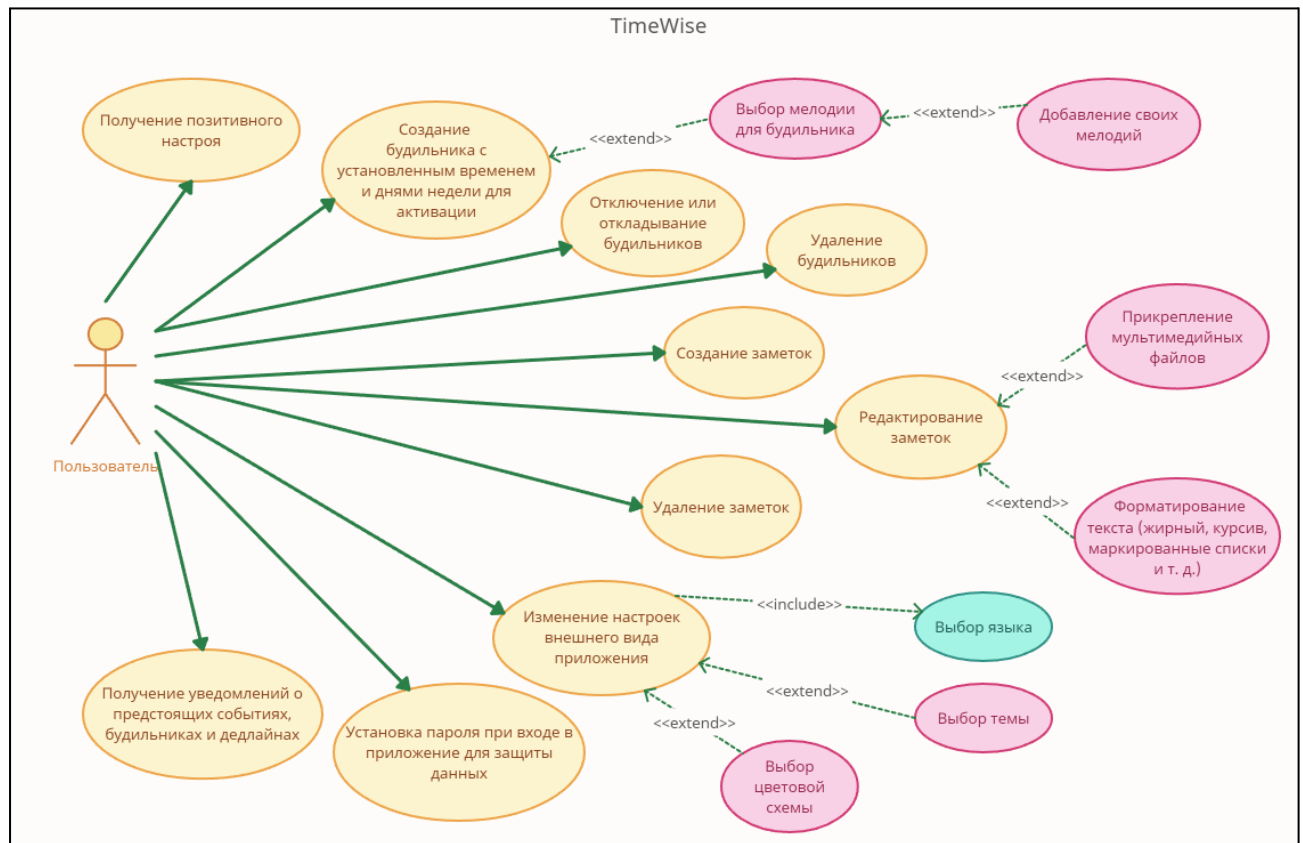 TimeWise
Получение позитивного
настроя
Создание
будильника с
установленным временем
и днями недели для
активации
<<extend>>
Выбор мелодии
для будильника
<<extend>>
Добавление своих
мелодий
Отключение или
откладывание
будильников
Удаление
будильников
Создание заметок
Прикрепление
мультимедийных
файлов
<<extend>>
Редактирование
заметок
Пользователь
Удаление заметок
<<extend>>
Форматирование
текста (жирный, курсив,
маркированные списки
и т. д.)
Изменение настроек
внешнего вида
приложения
<<include>>
Выбор языка
<<extend>>
Выбор темы
<<extend>>
Выбор
цветовой
схемы
Получение уведомлений о
предстоящих событиях,
будильниках и дедлайнах
Установка пароля при входе в
приложение для защиты
данных